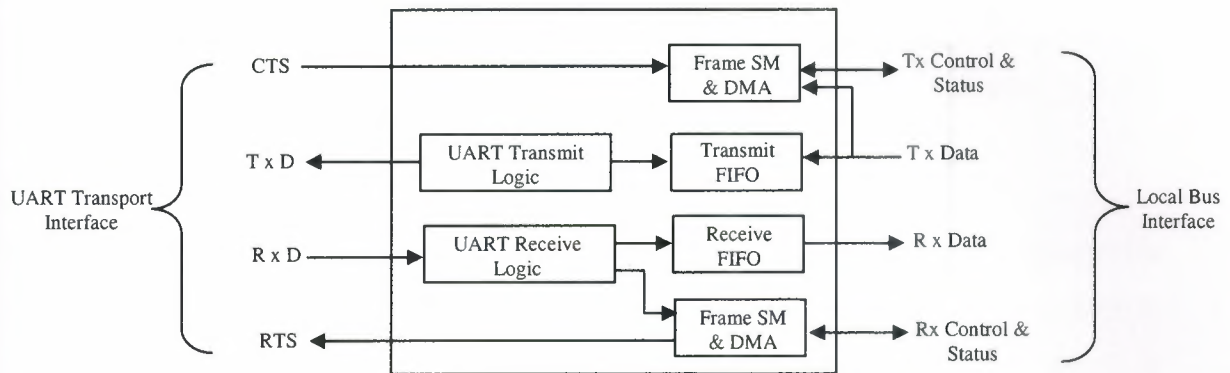 CTS
Frame SM
& DMA
Tx Control &
Status
T x D
UART Transmit
Logic
Transmit
FIFO
T x Data
UART Transport
Interface
Local Bus
Interface
R x D
UART Receive
Logic
Receive
FIFO
R x Data
RTS
Frame SM
& DMA
Rx Control &
Status